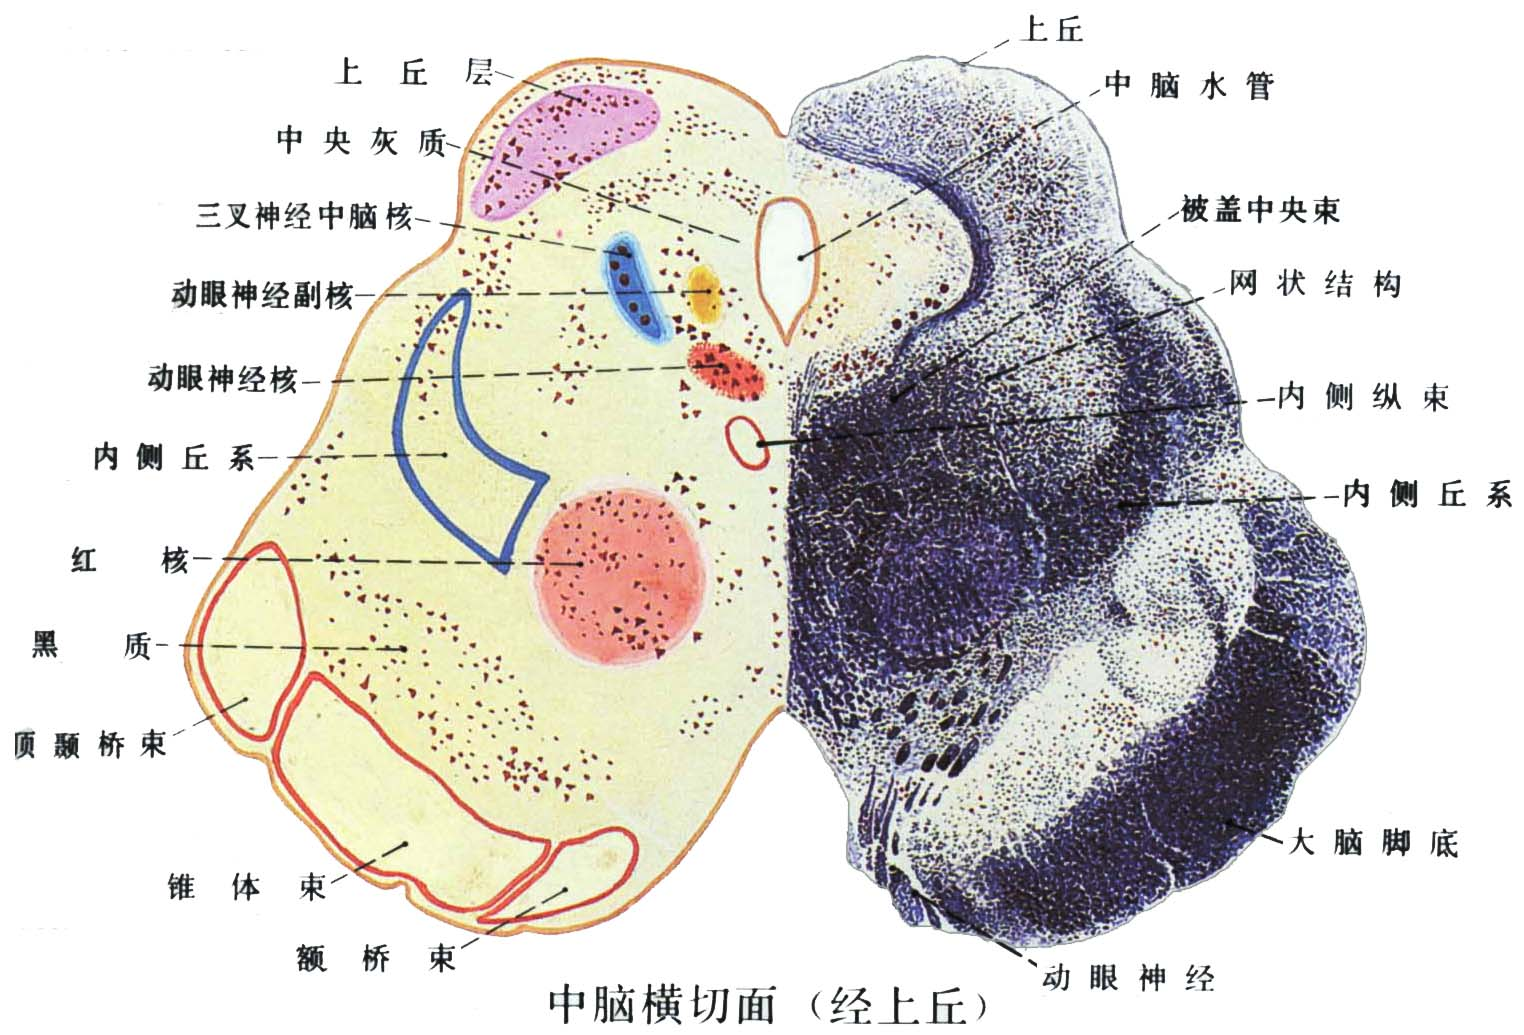 上丘层
中央灰质
三叉神经中脑核
动眼神经副核
动眼神经核
内侧丘系
红核
黑质
顶颞桥束
锥体束
额桥束
上丘
中脑水管
被盖中央束
网状结构
内侧纵束
内侧丘系
大脑脚底
动眼神经
中脑横切面（经上丘）